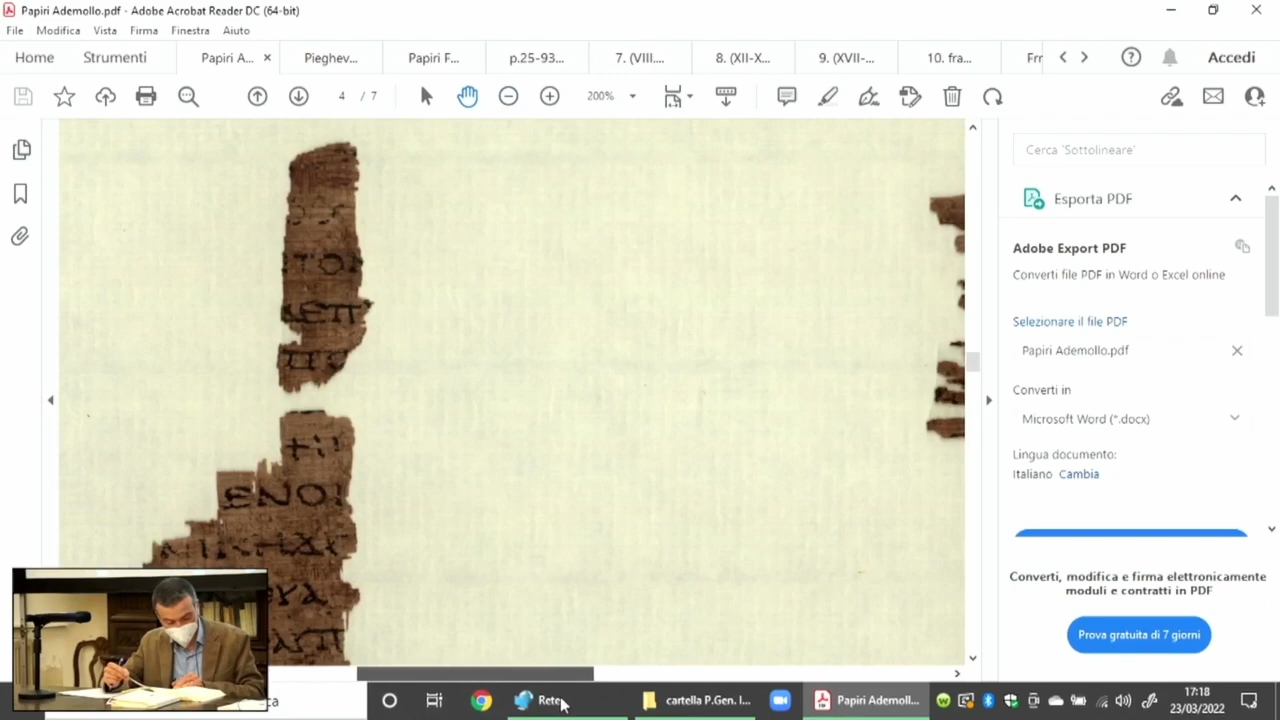 Papiri Ademollo.pdf - Adobe Acrobat Reader DC (64-bit)
File Modifica Vista Firma Finestra Aiuto
Home Strumenti Papiri A... Pieghev... Papiri F... p.25-93... 7. (VIII.... 8. (XII-X... 9. (XVII-... 10. fra... Accedi
4 / 7 200%
Cerca 'Sottolineare'
Esporta PDF
Adobe Export PDF
Converti file PDF in Word o Excel online
Selezionare il file PDF
Papiri Ademollo.pdf
Converti in
Microsoft Word (*.docx)
Lingua documento:
Italiano Cambia
Converti, modifica e firma elettronicamente
moduli e contratti in PDF
Prova gratuita di 7 giorni
ΤΟ
ΕΠ
ΠΟ
ΕΝΟ
Rete cartella P.Gen. I... Papiri Ademoll...
17:18
23/03/2022